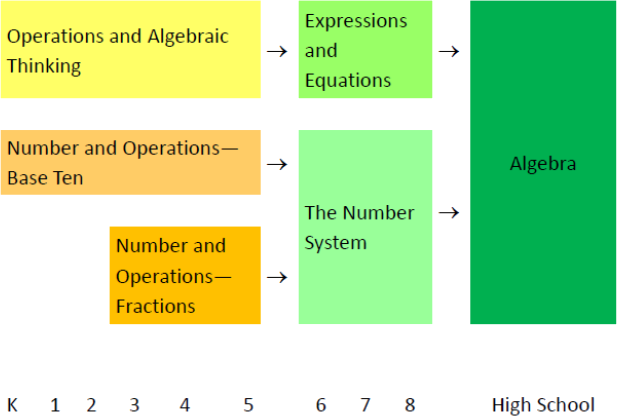 Operations and Algebraic
Thinking
→
Expressions
and
Equations
→
Algebra
Number and Operations—
Base Ten
→
The Number
System
→
Number and
Operations—
Fractions
→
K 1 2 3 4 5 6 7 8 High School